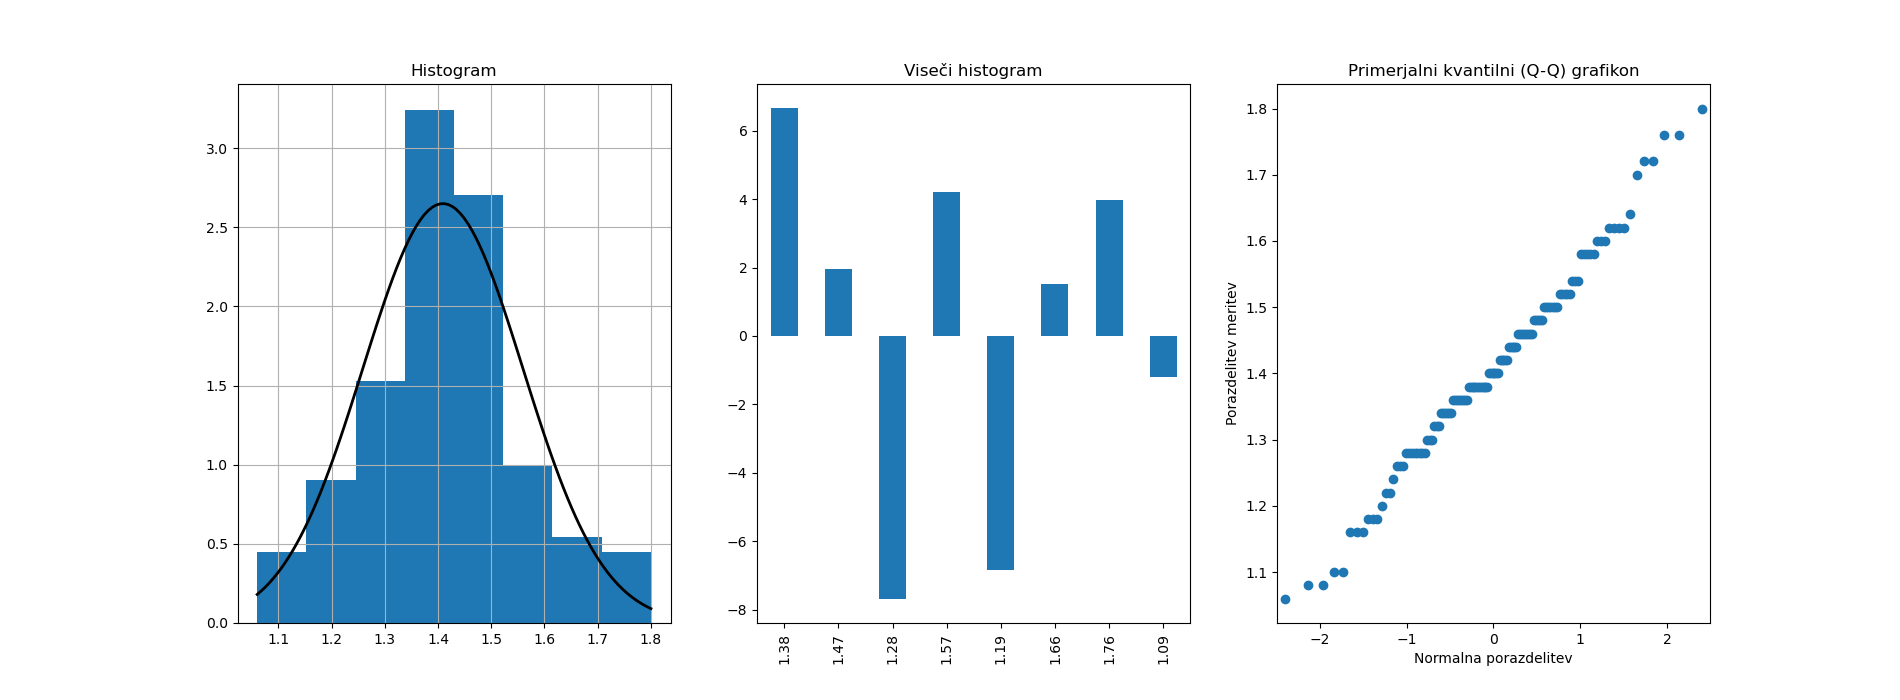 Histogram
3.0
2.5
2.0
1.5
1.0
0.5
0.0
1.1 1.2 1.3 1.4 1.5 1.6 1.7 1.8
Viseči histogram
6
4
2
0
−2
−4
−6
−8
1.38 1.47 1.28 1.57 1.19 1.66 1.76 1.09
Primerjalni kvantilni (Q-Q) grafikon
Porazdelitev meritev
1.8
1.7
1.6
1.5
1.4
1.3
1.2
1.1
−2 −1 0 1 2
Normalna porazdelitev